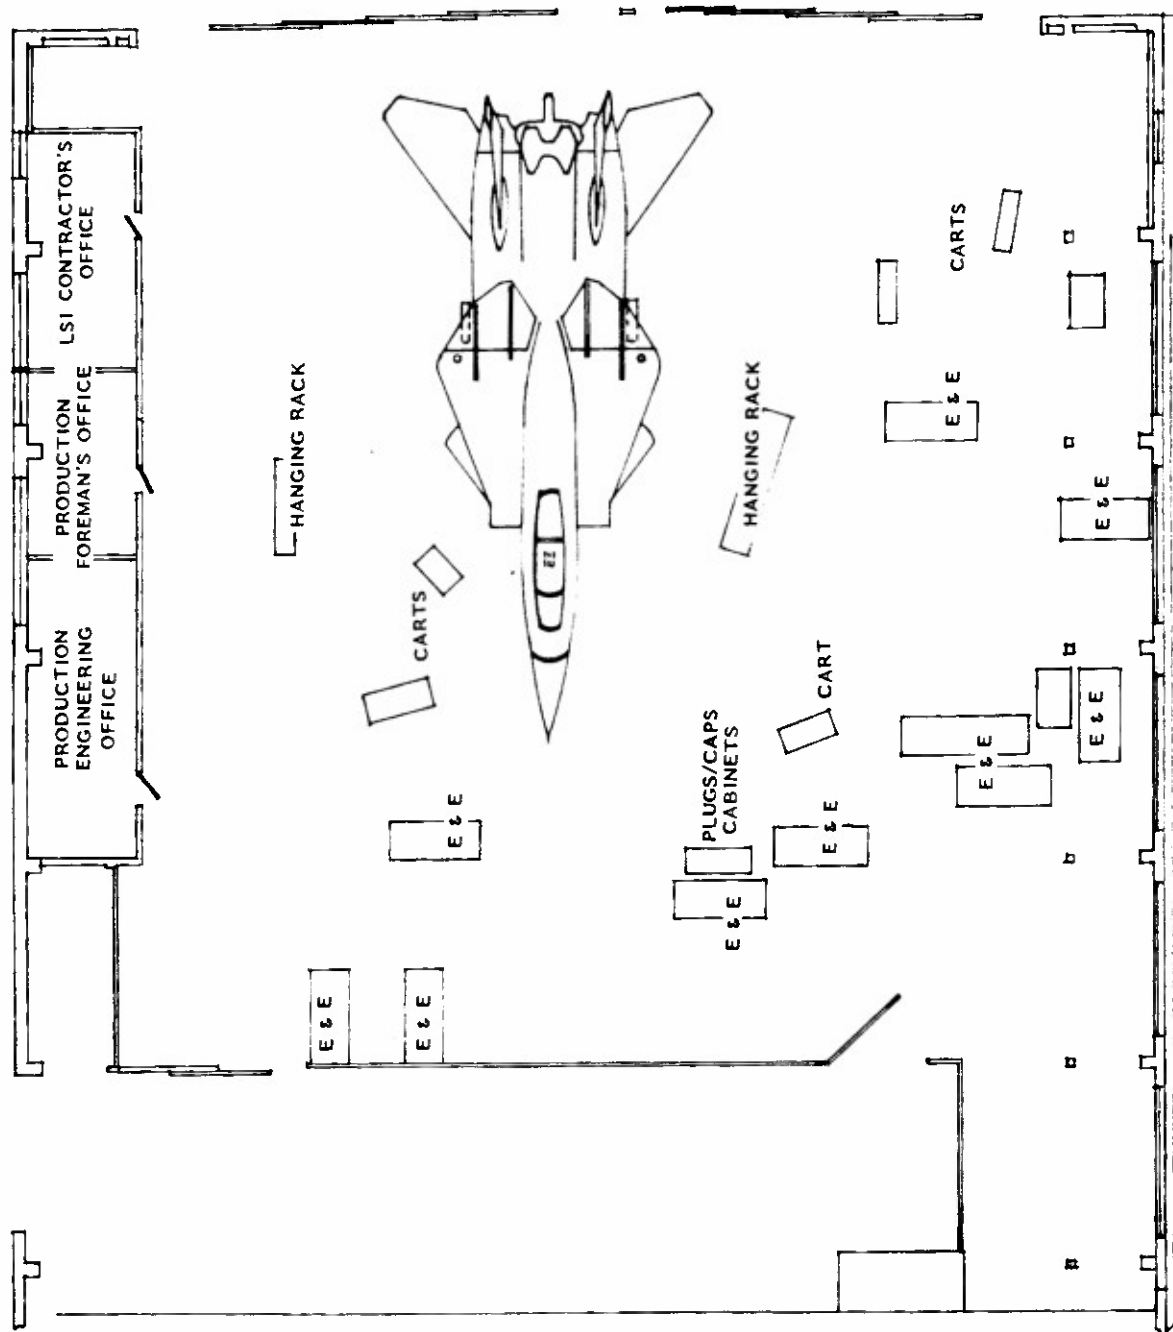 LSI CONTRACTOR'S
OFFICE
PRODUCTION
FOREMAN'S OFFICE
PRODUCTION
ENGINEERING
OFFICE
HANGING RACK
HANGING RACK
CARTS
CARTS
CART
PLUGS/CAPS
CABINETS
E & E
E & E
E & E
E & E
E & E
E & E
E & E
E & E
E & E